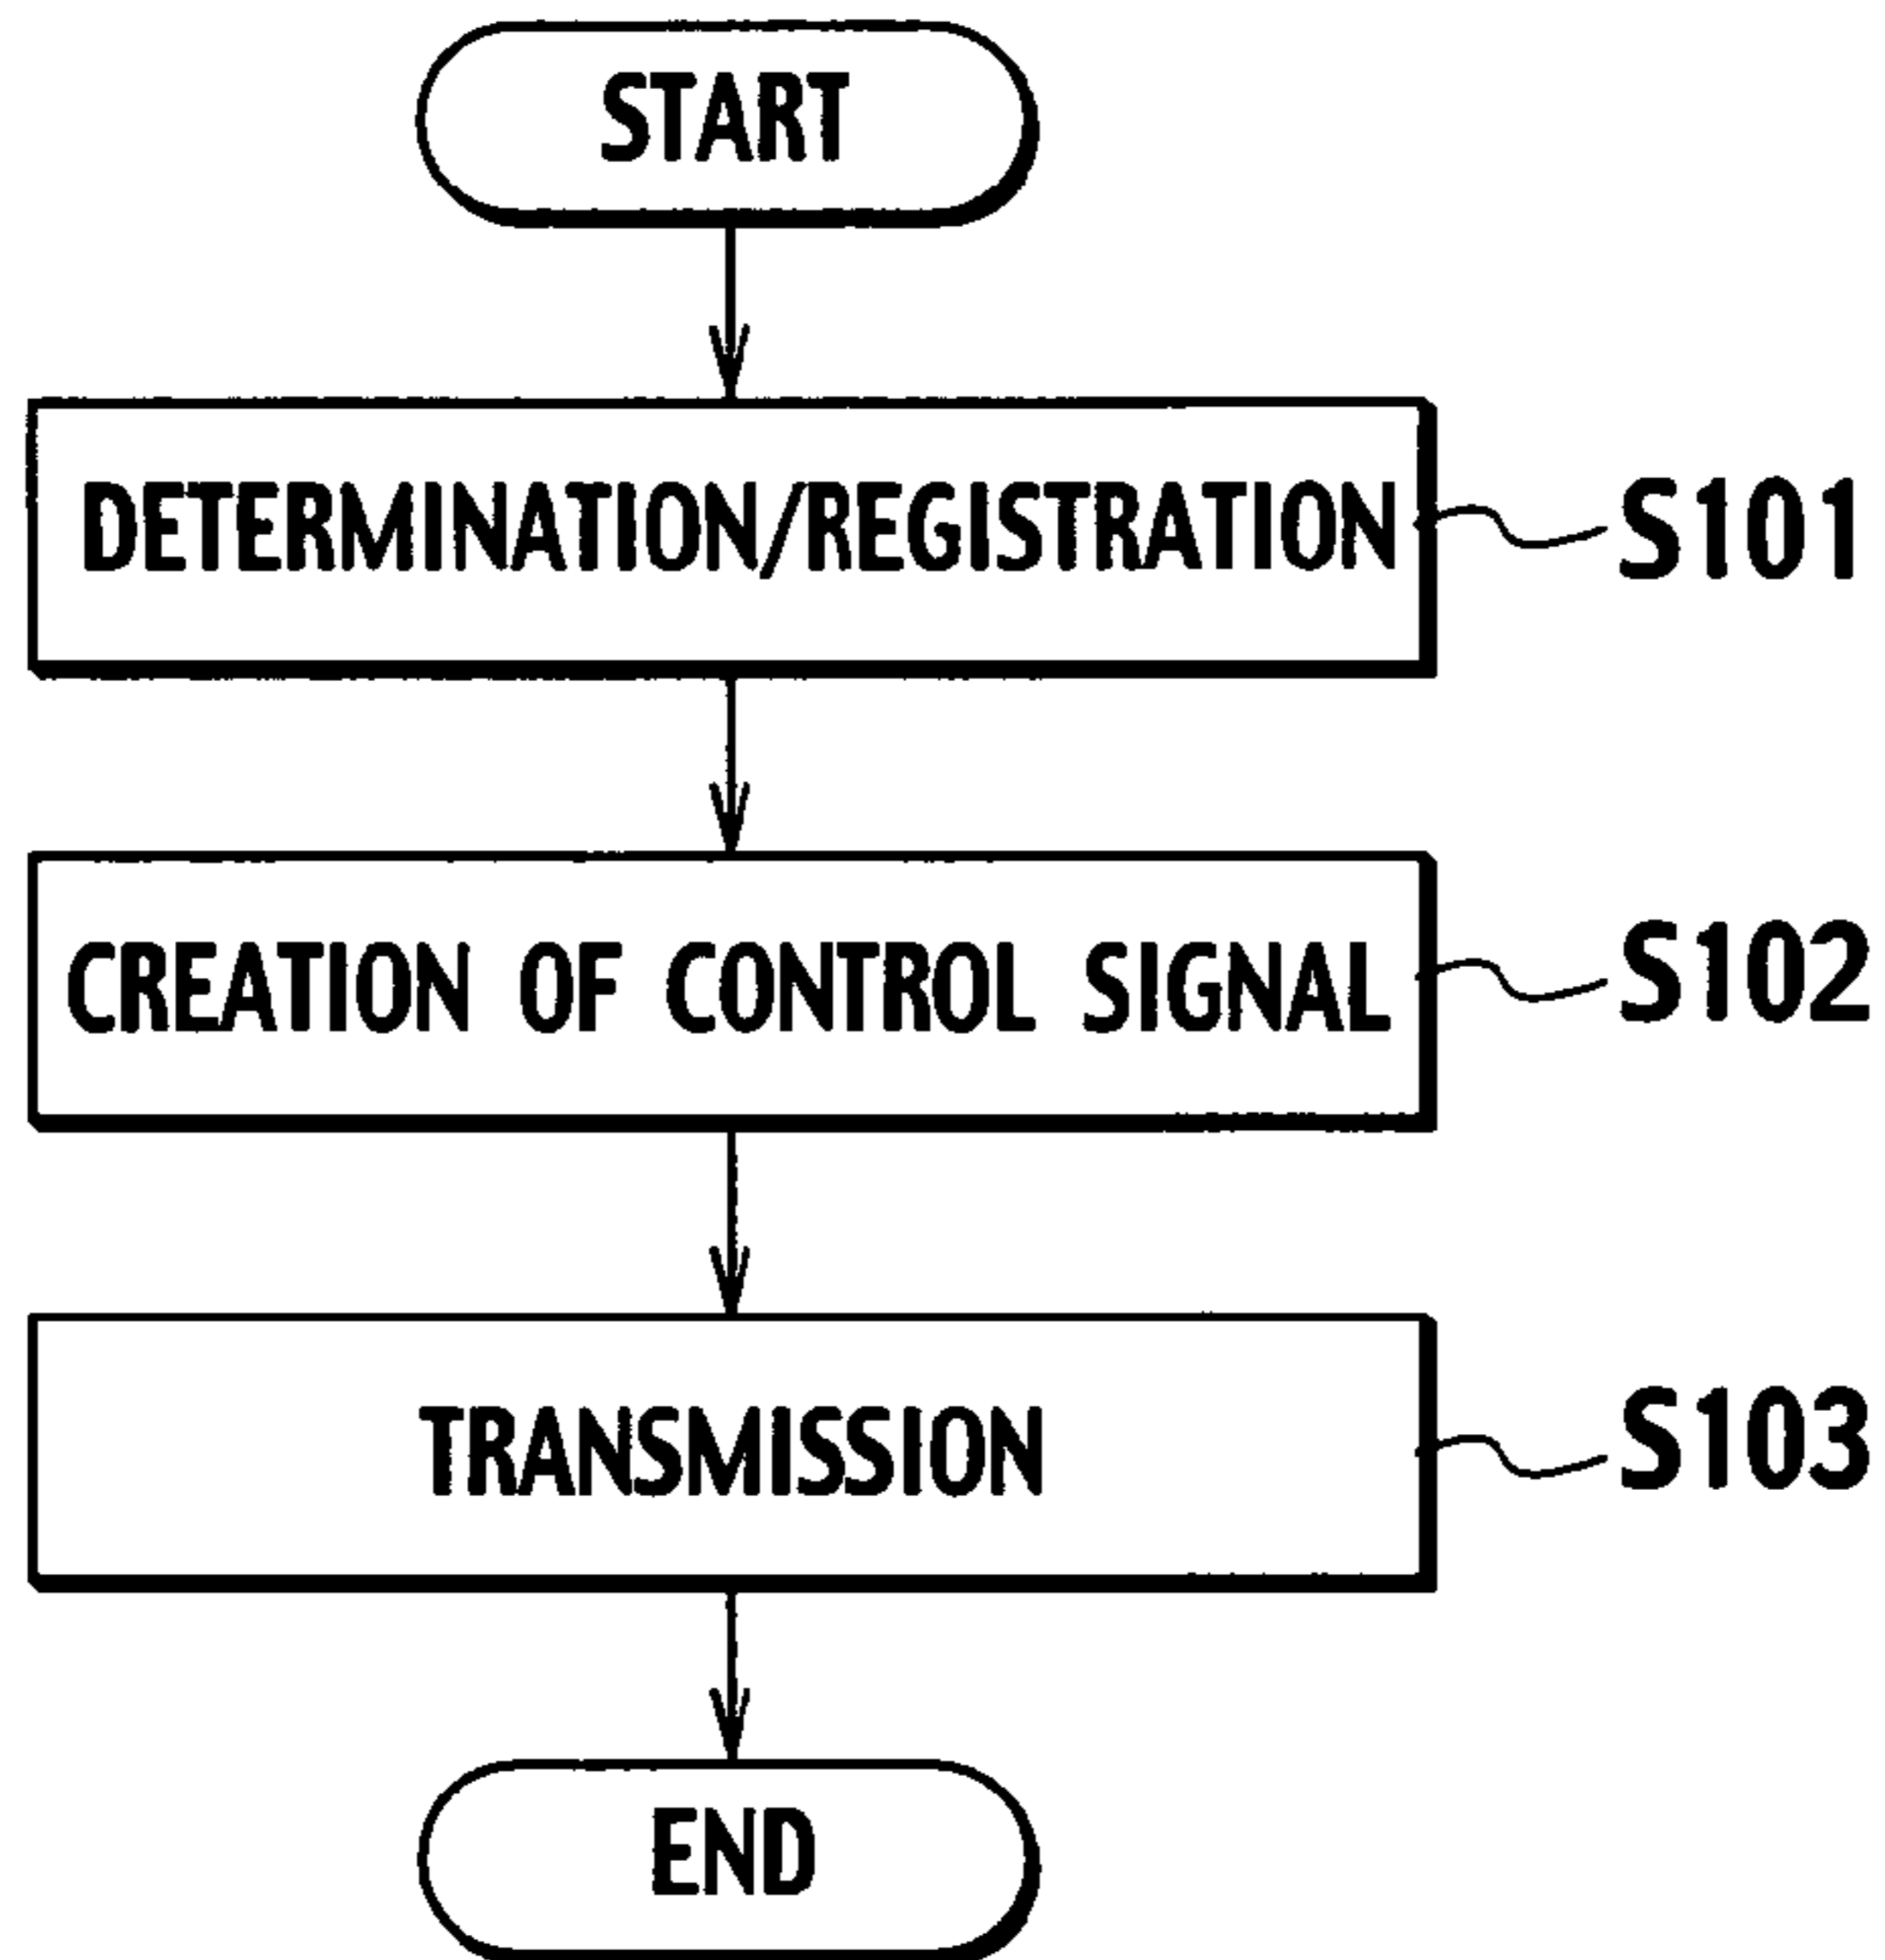 START
DETERMINATION/REGISTRATION
S101
CREATION OF CONTROL SIGNAL
S102
TRANSMISSION
S103
END